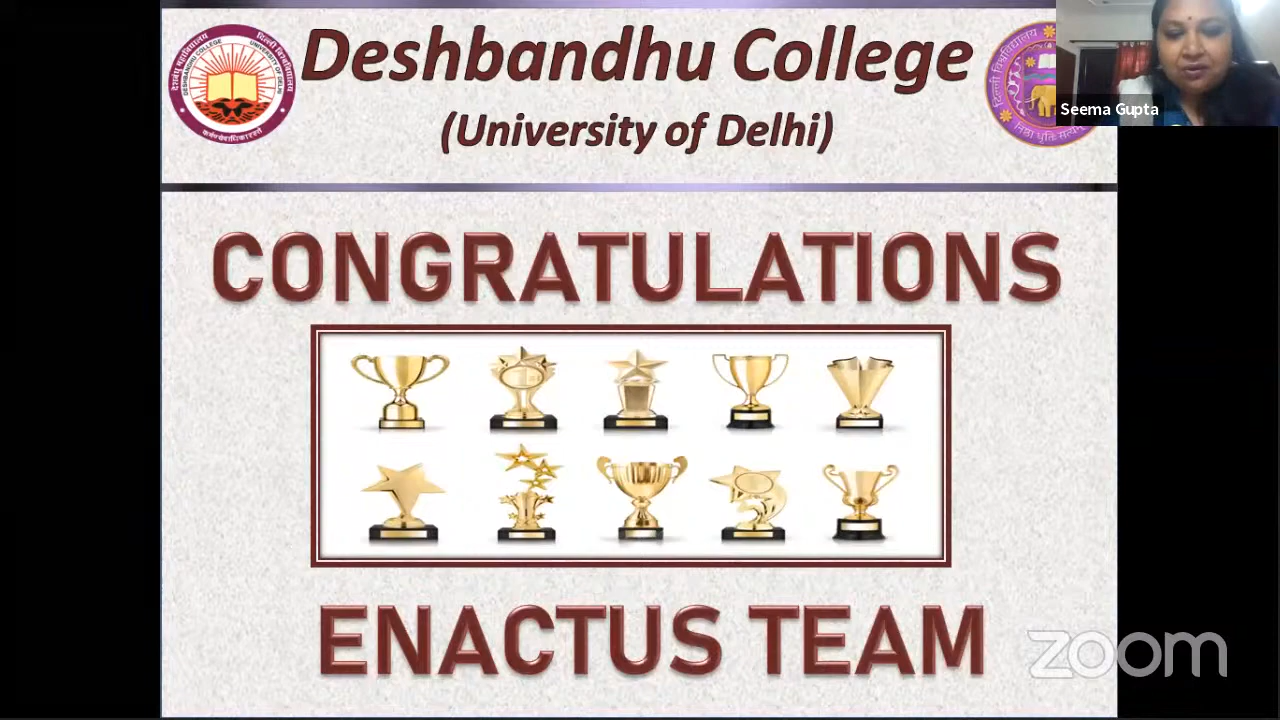 Deshbandhu College
(University of Delhi)
Seema Gupta
CONGRATULATIONS
ENACTUS TEAM
zoom